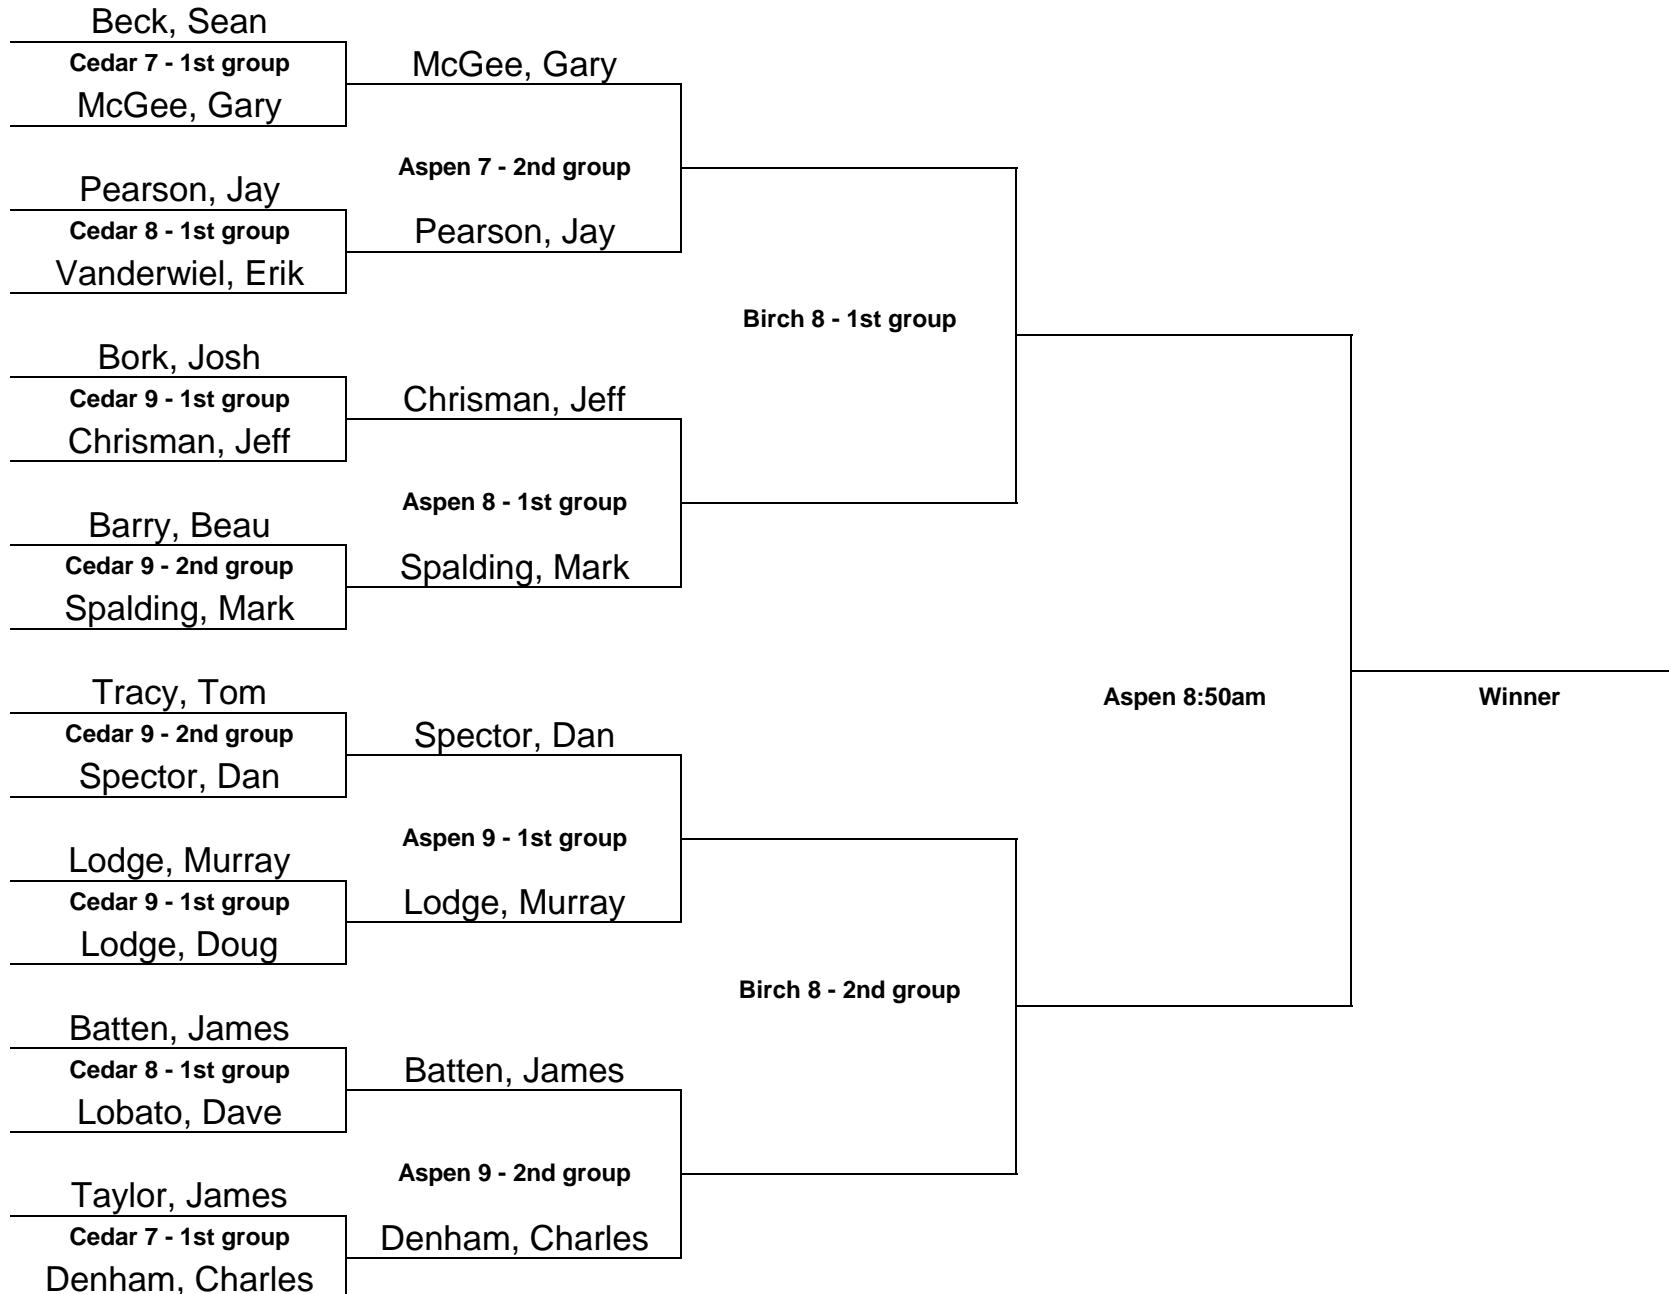 Beck, Sean
Cedar 7 - 1st group
McGee, Gary
McGee, Gary
Aspen 7 - 2nd group
Pearson, Jay
Cedar 8 - 1st group
Pearson, Jay
Vanderwiel, Erik
Birch 8 - 1st group
Bork, Josh
Cedar 9 - 1st group
Chrisman, Jeff
Chrisman, Jeff
Aspen 8 - 1st group
Barry, Beau
Cedar 9 - 2nd group
Spalding, Mark
Spalding, Mark
Tracy, Tom
Aspen 8:50am
Winner
Cedar 9 - 2nd group
Spector, Dan
Spector, Dan
Aspen 9 - 1st group
Lodge, Murray
Cedar 9 - 1st group
Lodge, Murray
Lodge, Doug
Birch 8 - 2nd group
Batten, James
Cedar 8 - 1st group
Batten, James
Lobato, Dave
Aspen 9 - 2nd group
Taylor, James
Cedar 7 - 1st group
Denham, Charles
Denham, Charles